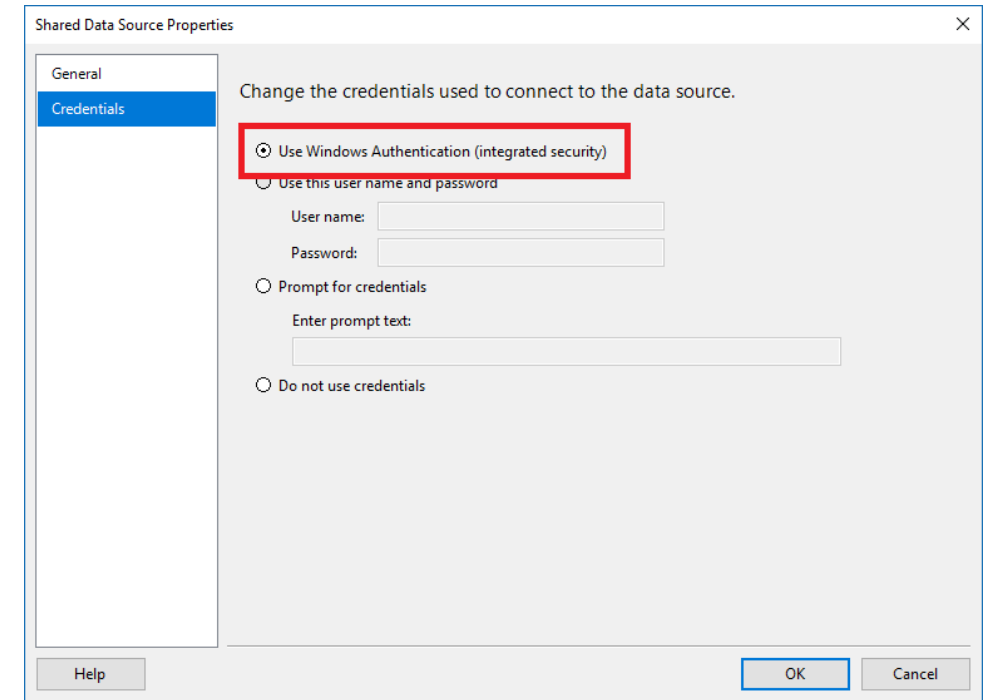 Shared Data Source Properties
General
Credentials
Change the credentials used to connect to the data source.
Use Windows Authentication (integrated security)
Use this user name and password
User name:
Password:
Prompt for credentials
Enter prompt text:
Do not use credentials
Help
OK
Cancel